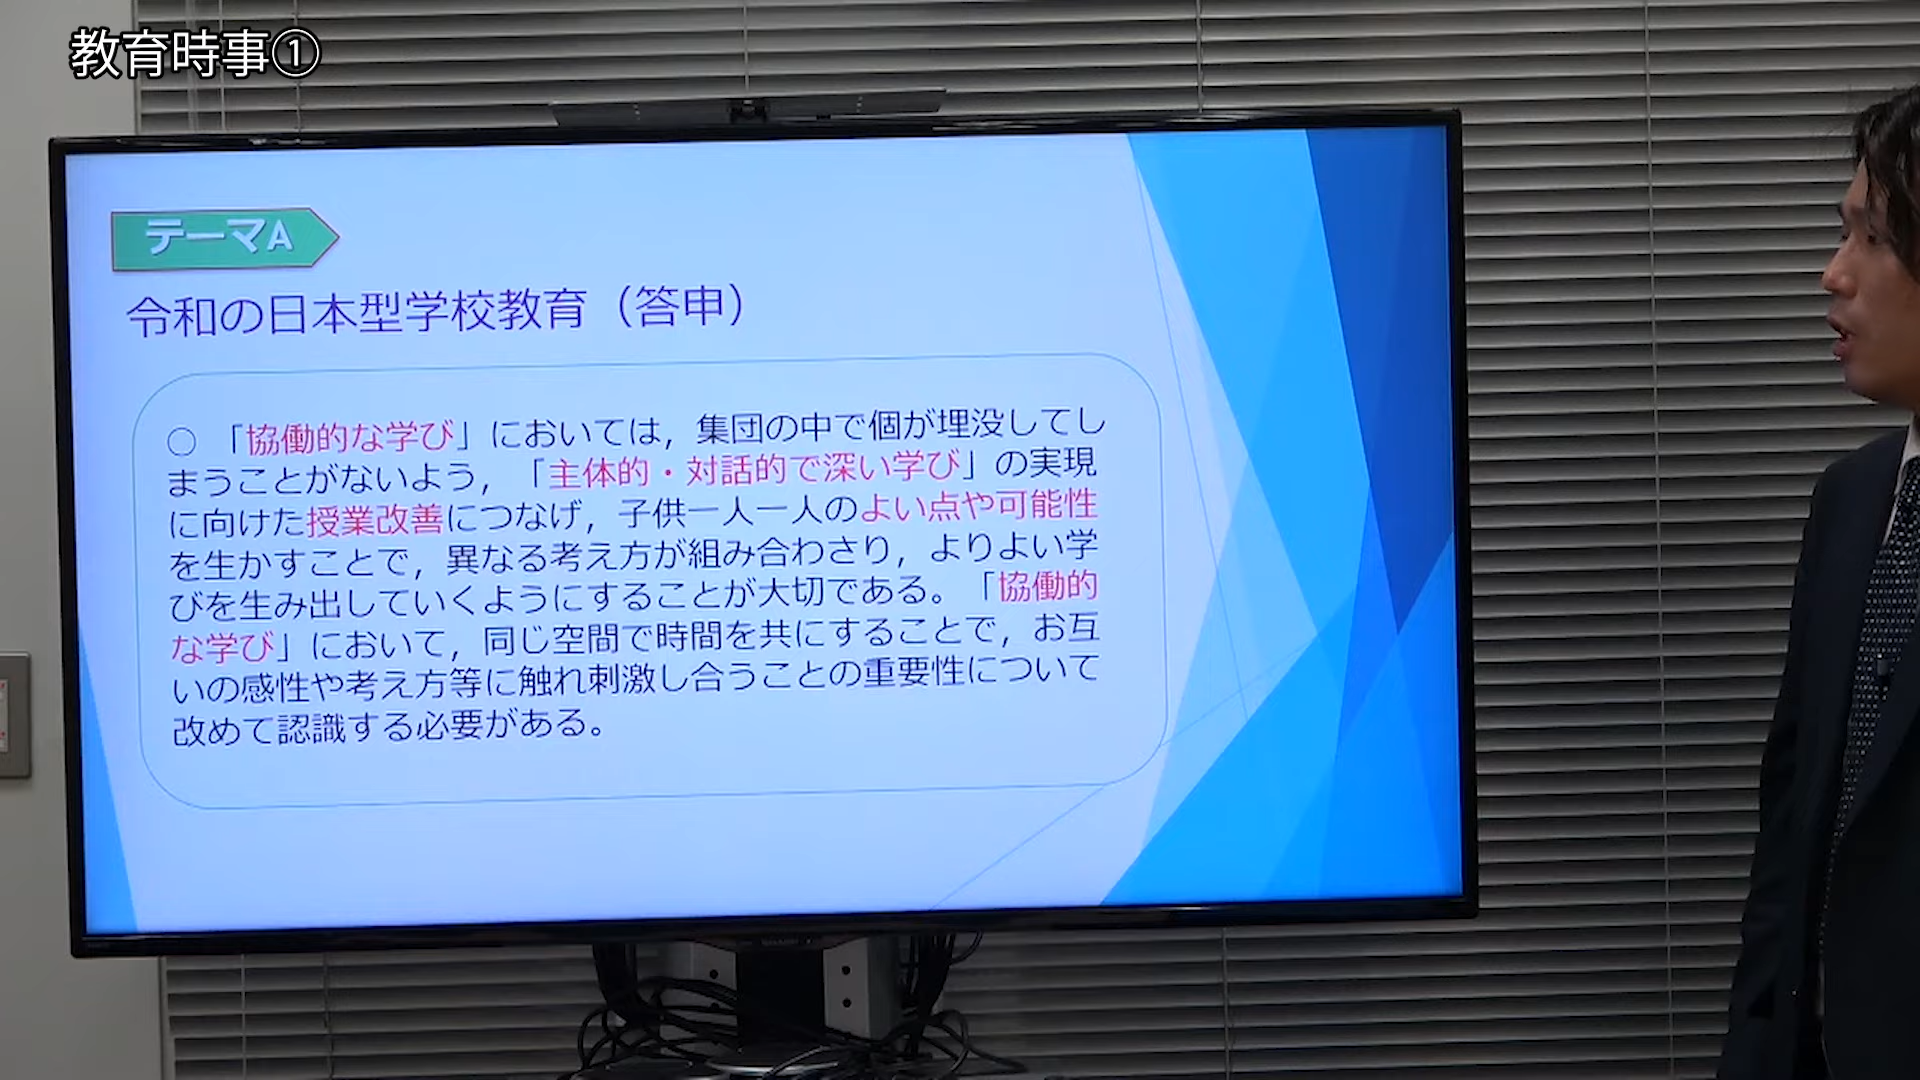 教育時事①
テーマA
令和の日本型学校教育（答申）
○ 「協働的な学び」においては，集団の中で個が埋没してし
まうことがないよう，「主体的・対話的で深い学び」の実現
に向けた授業改善につなげ，子供一人一人のよい点や可能性
を生かすことで，異なる考え方が組み合わさり，よりよい学
びを生み出していくようにすることが大切である。「協働的
な学び」において，同じ空間で時間を共にすることで，お互
いの感性や考え方等に触れ刺激し合うことの重要性について
改めて認識する必要がある。